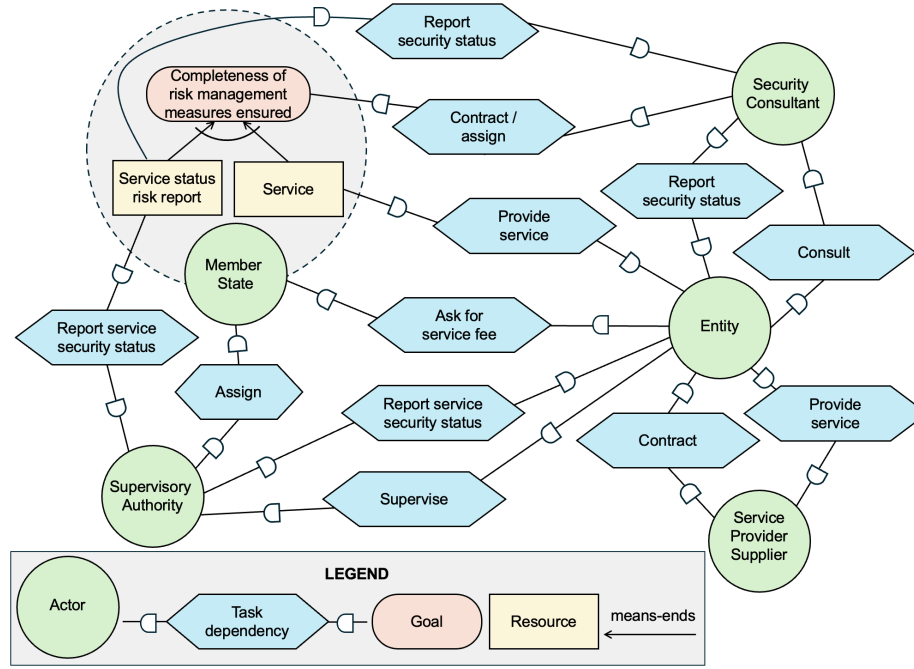 Report
security status
Completeness of
risk management
measures ensured
Security
Consultant
Contract /
assign
Service status
risk report
Service
Report
security status
Provide
service
Consult
Member
State
Ask for
service fee
Entity
Report service
security status
Assign
Report service
security status
Provide
service
Contract
Supervisory
Authority
Supervise
Service
Provider
Supplier
LEGEND
Actor
Task
dependency
Goal
Resource
means-ends